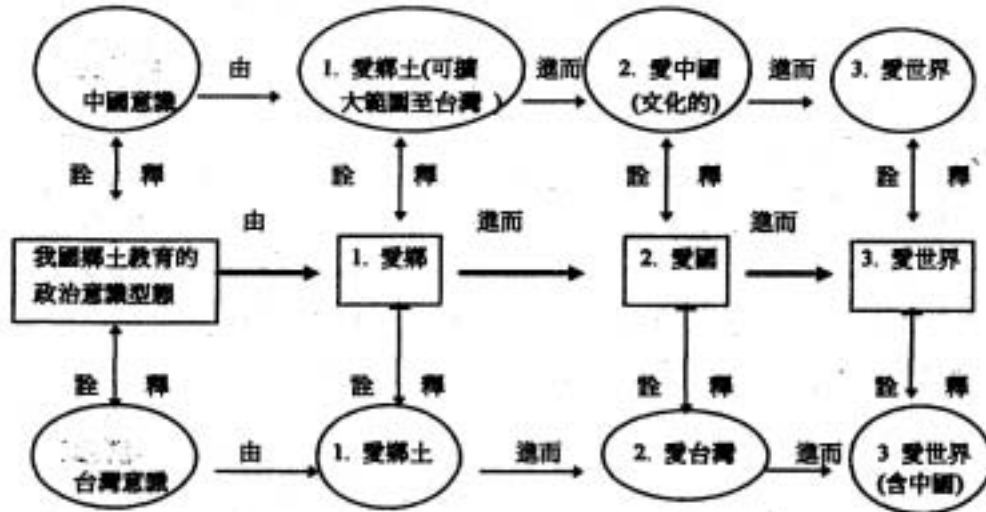 由
1. 愛鄉土(可擴
進而
2. 愛中國
進而
3. 愛世界
中國意識
大範圍至台灣)
(文化的)
詮 釋
詮 釋
詮 釋
詮 釋
由
進而
進而
我國鄉土教育的
1. 愛鄉
2. 愛國
3. 愛世界
政治意識型態
詮 釋
詮 釋
詮 釋
詮 釋
由
1. 愛鄉土
進而
2. 愛台灣
進而
3 愛世界
台灣意識
(含中國)